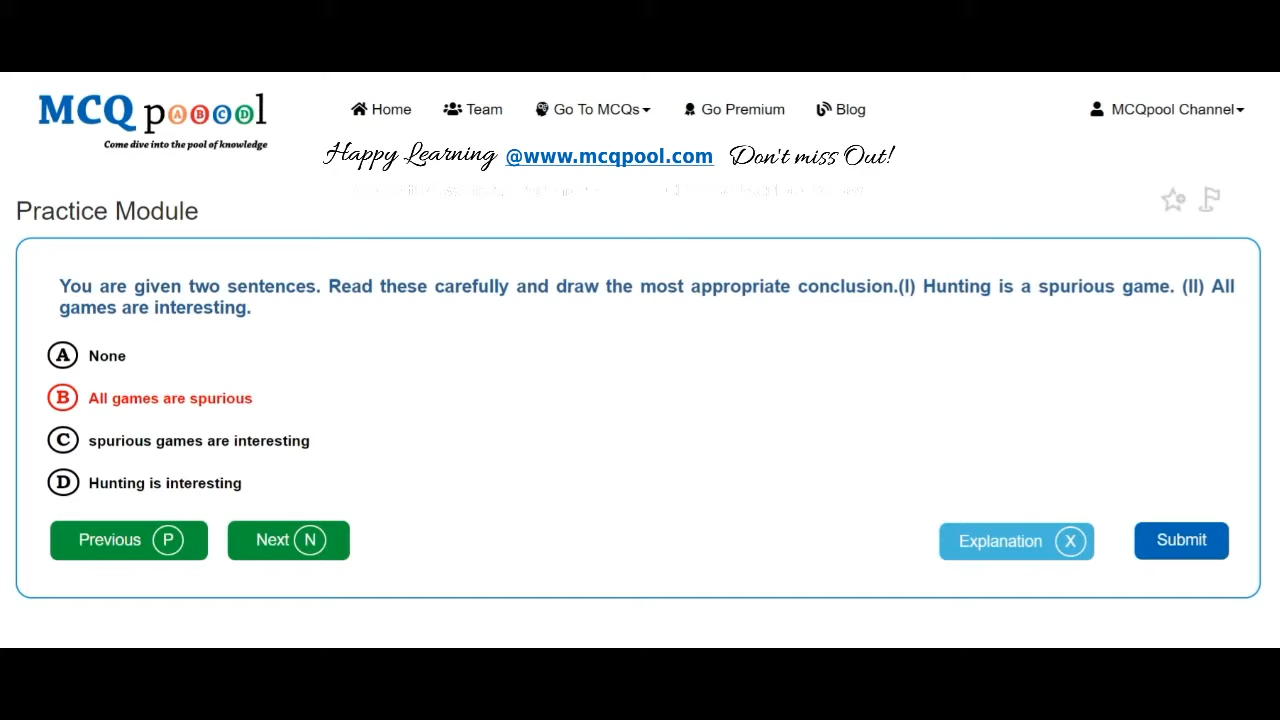 MCQ pABCDl
Come dive into the pool of knowledge
Home Team Go To MCQs Go Premium Blog MCQpool Channel
Happy Learning @www.mcqpool.com Don't miss Out!
Practice Module
You are given two sentences. Read these carefully and draw the most appropriate conclusion.(I) Hunting is a spurious game. (II) All
games are interesting.
A None
B All games are spurious
C spurious games are interesting
D Hunting is interesting
Previous P Next N Explanation X Submit